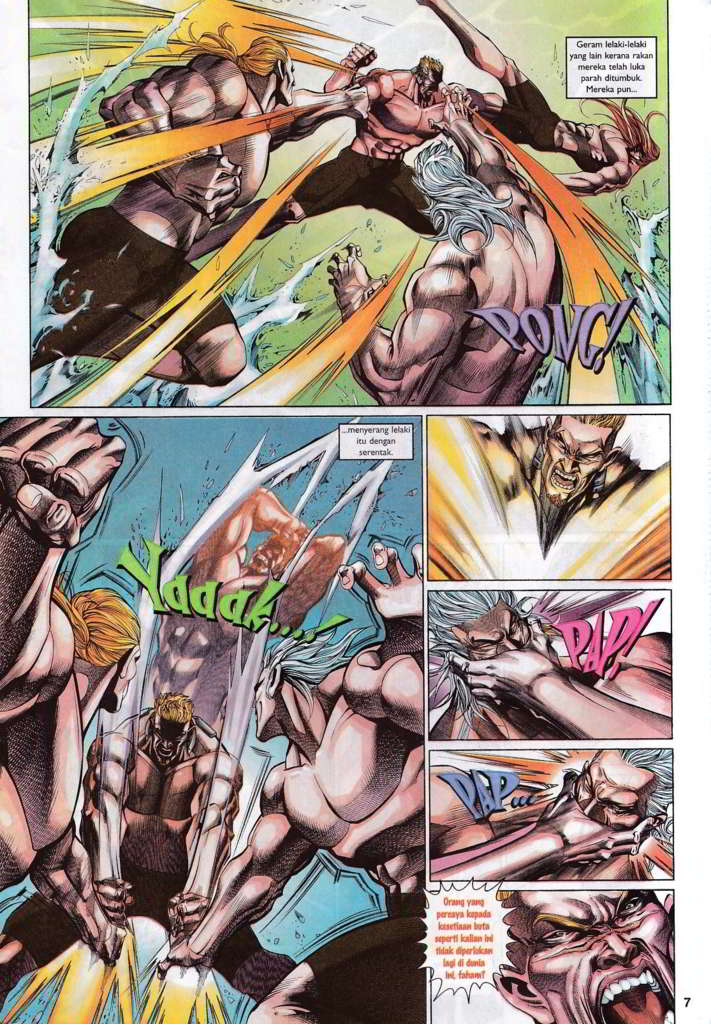 Geram lelaki-lelaki
yang lain kerana rakan
mereka telah luka
parah ditumbuk.
Mereka pun...
PONG!
...menyerang lelaki
itu dengan
serentak.
Yaaak....!
PAP!
PAP...
Orang yang
percaya kepada
kesetiaan buta
seperti kalian ini
tidak diperlukan
lagi di dunia
ini, faham?
7